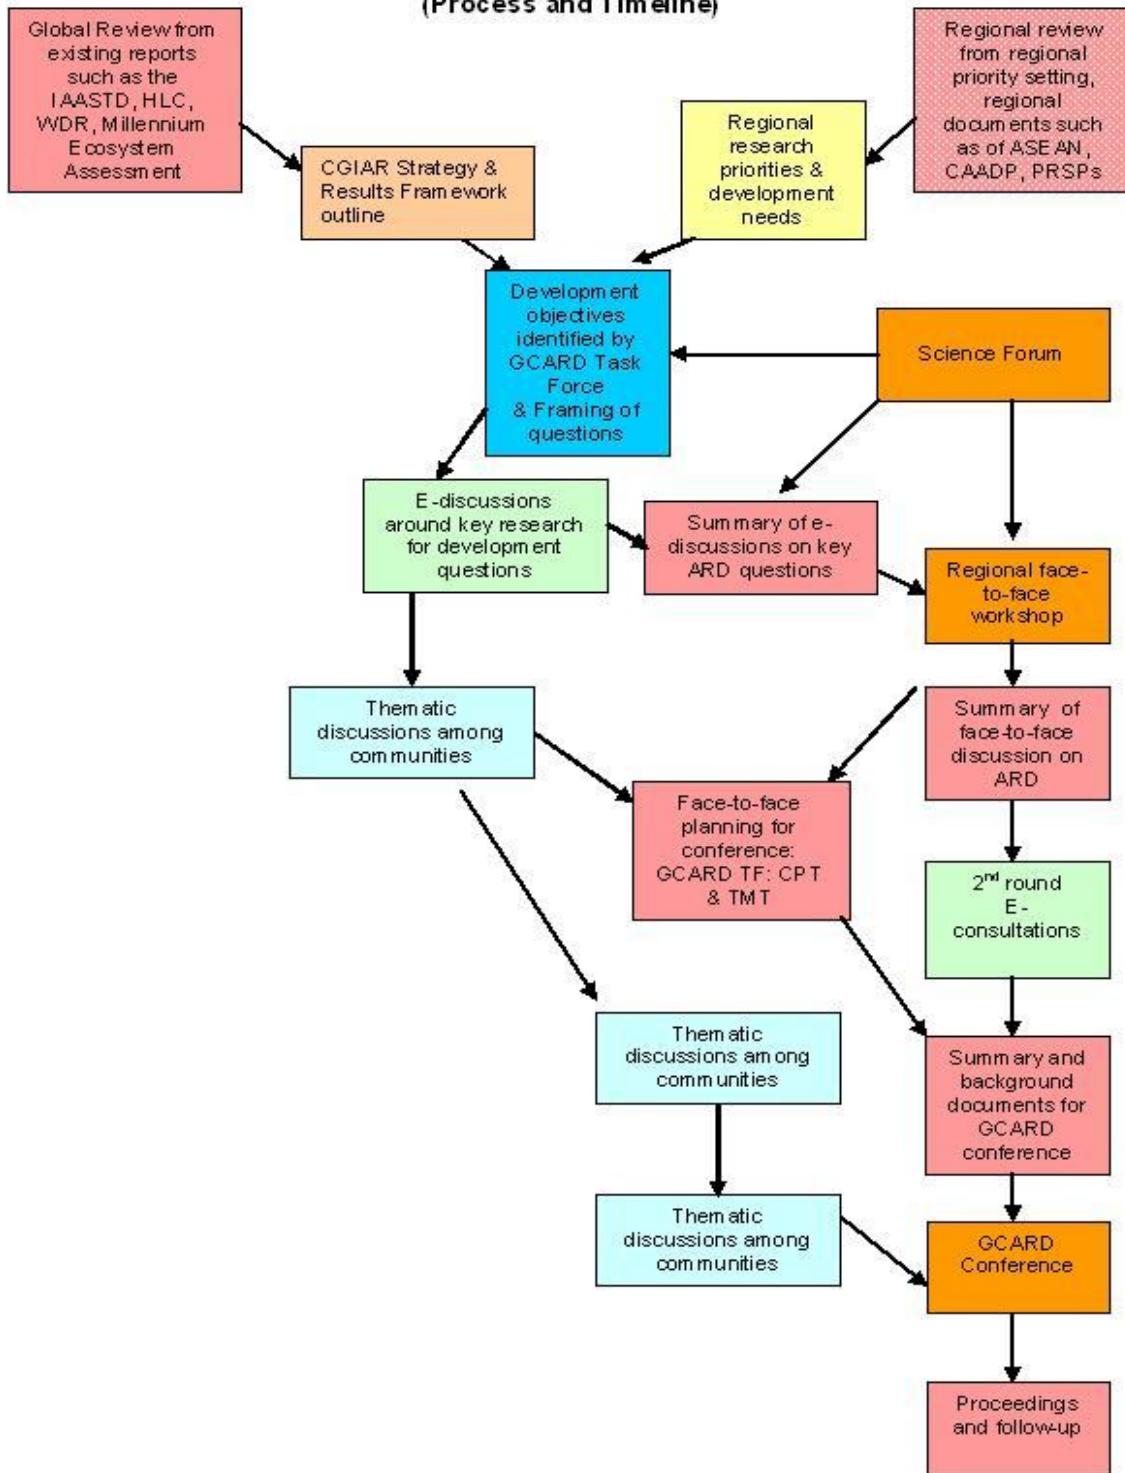 (Process and Timeline)
Global Review from
existing reports
such as the
IAASTD, HLC,
WDR, Millennium
Ecosystem
Assessment
Regional review
from regional
priority setting,
regional
documents such
as of ASEAN,
CAADP, PRSPs
CGIAR Strategy &
Results Framework
outline
Regional
research
priorities &
development
needs
Development
objectives
identified by
GCARD Task
Force
& Framing of
questions
Science Forum
E-discussions
around key research
for development
questions
Summary of e-
discussions on key
ARD questions
Regional face-
to-face
workshop
Thematic
discussions among
communities
Summary of
face-to-face
discussion on
ARD
Face-to-face
planning for
conference:
GCARD TF: CPT
& TMT
2nd round
E-
consultations
Thematic
discussions among
communities
Summary and
background
documents for
GCARD
conference
Thematic
discussions among
communities
GCARD
Conference
Proceedings
and follow-up